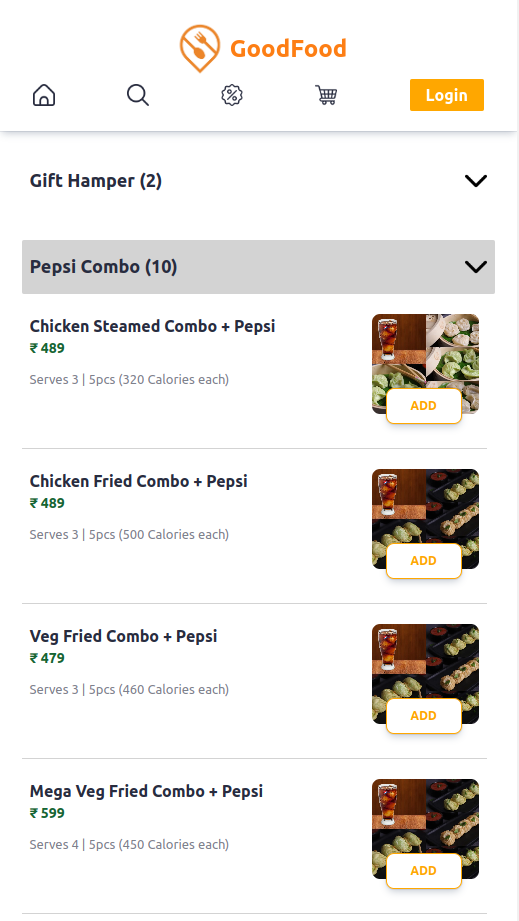 GoodFood
Login
Gift Hamper (2)
Pepsi Combo (10)
Chicken Steamed Combo + Pepsi
₹ 489
Serves 3 | 5pcs (320 Calories each)
ADD
Chicken Fried Combo + Pepsi
₹ 489
Serves 3 | 5pcs (500 Calories each)
ADD
Veg Fried Combo + Pepsi
₹ 479
Serves 3 | 5pcs (460 Calories each)
ADD
Mega Veg Fried Combo + Pepsi
₹ 599
Serves 4 | 5pcs (450 Calories each)
ADD